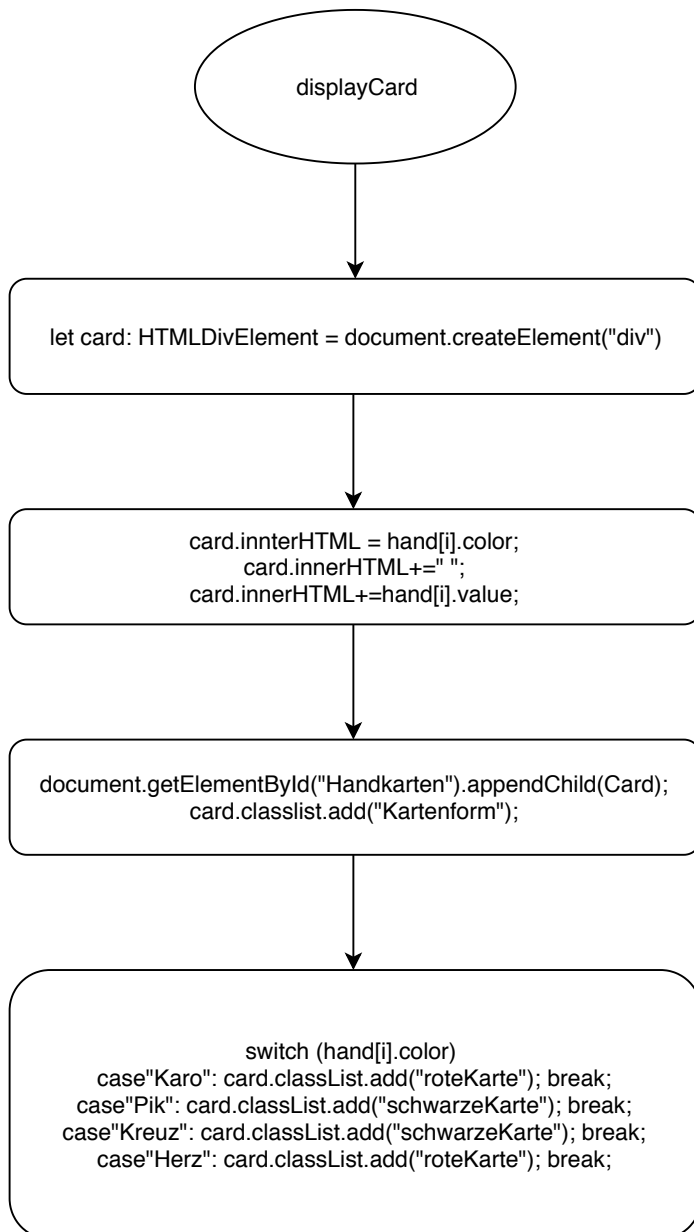 displayCard
let card: HTMLDivElement = document.createElement("div")
card.innterHTML = hand[i].color;
card.innerHTML+=" ";
card.innerHTML+=hand[i].value;
document.getElementById("Handkarten").appendChild(Card);
card.classlist.add("Kartenform");
switch (hand[i].color)
case"Karo": card.classList.add("roteKarte"); break;
case"Pik": card.classList.add("schwarzeKarte"); break;
case"Kreuz": card.classList.add("schwarzeKarte"); break;
case"Herz": card.classList.add("roteKarte"); break;